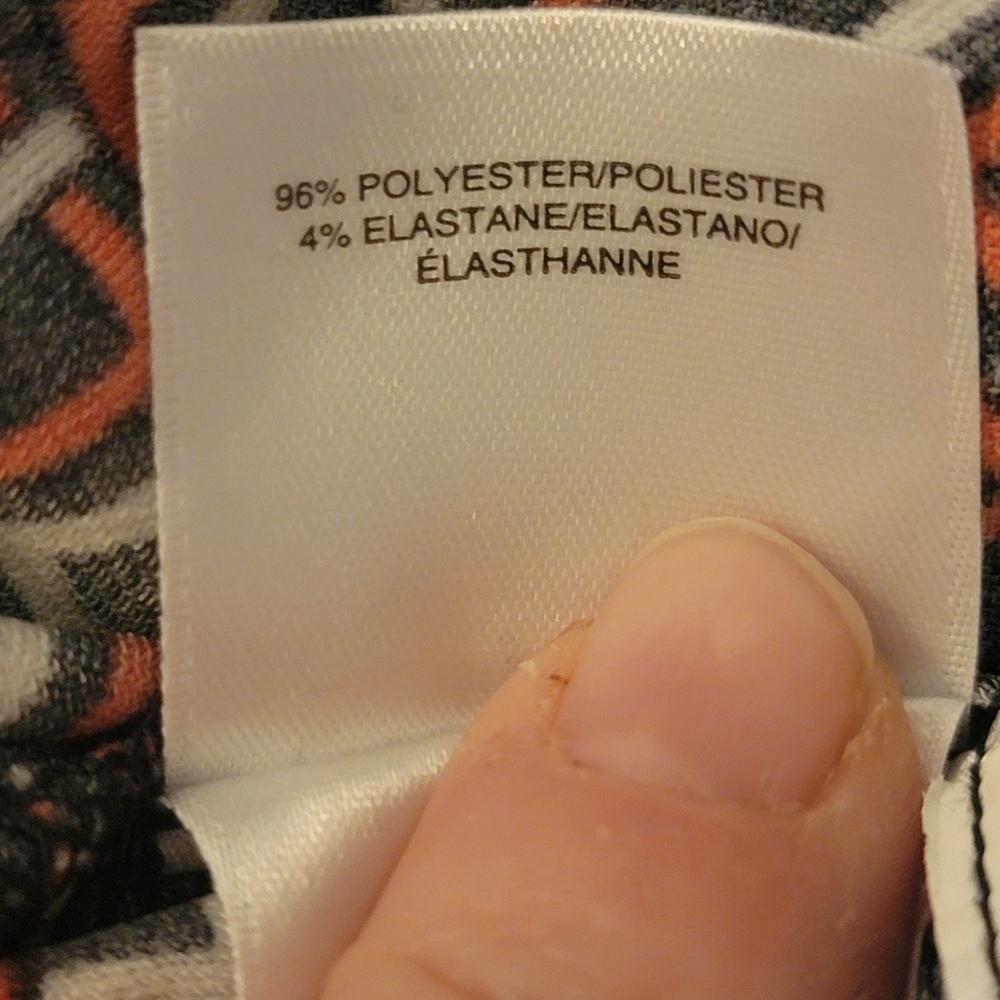 96% POLYESTER/POLIESTER
4% ELASTANE/ELASTANO/
ÉLASTHANNE